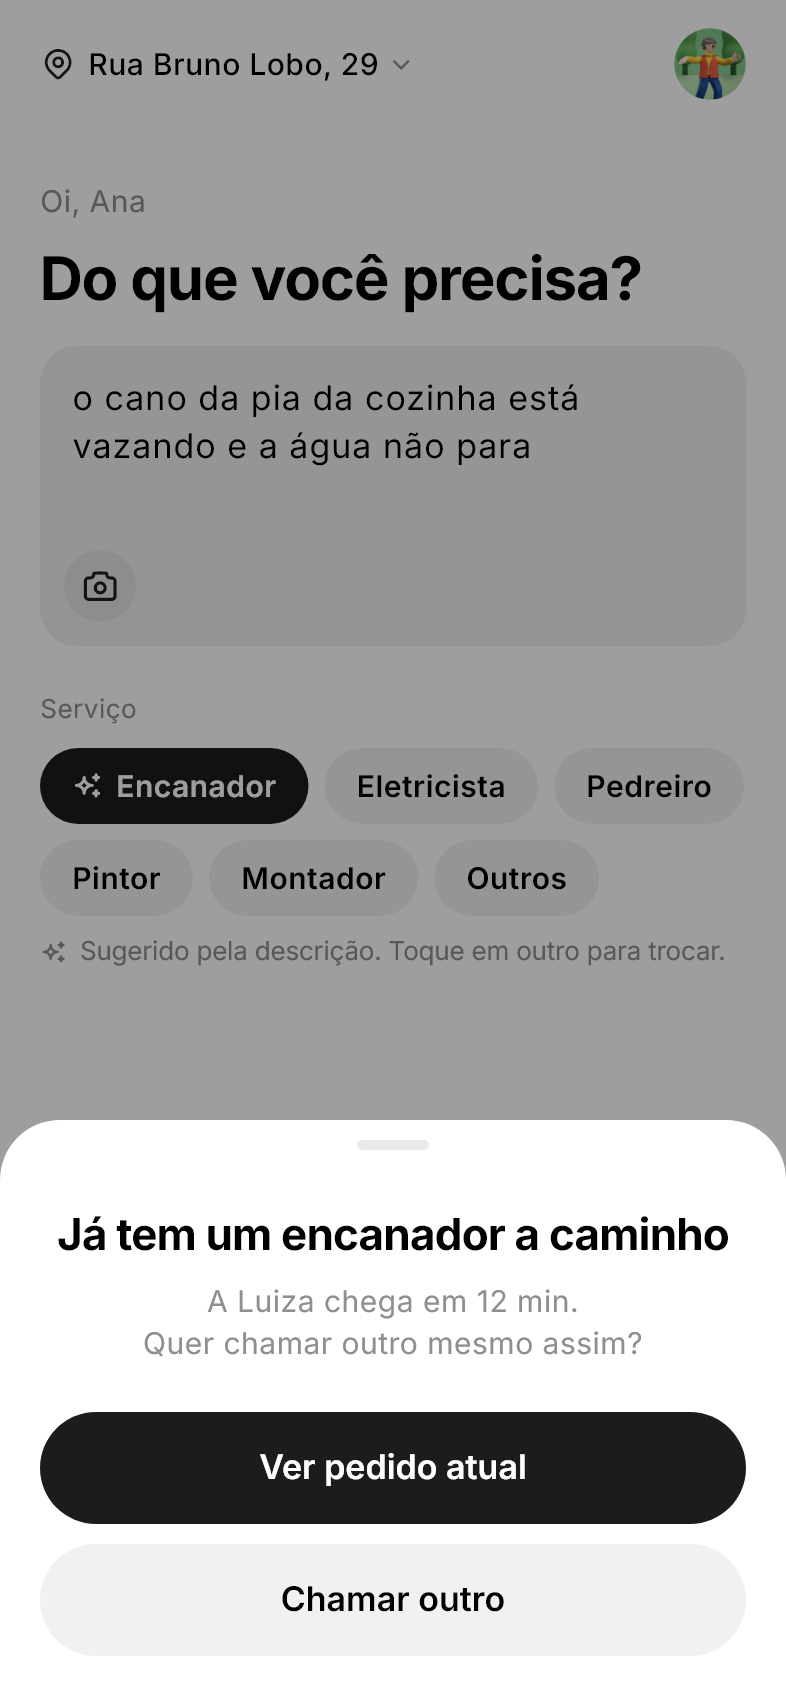 Rua Bruno Lobo, 29
Oi, Ana
Do que você precisa?
o cano da pia da cozinha está
vazando e a água não para
Serviço
Encanador
Eletricista
Pedreiro
Pintor
Montador
Outros
Sugerido pela descrição. Toque em outro para trocar.
Já tem um encanador a caminho
A Luiza chega em 12 min.
Quer chamar outro mesmo assim?
Ver pedido atual
Chamar outro